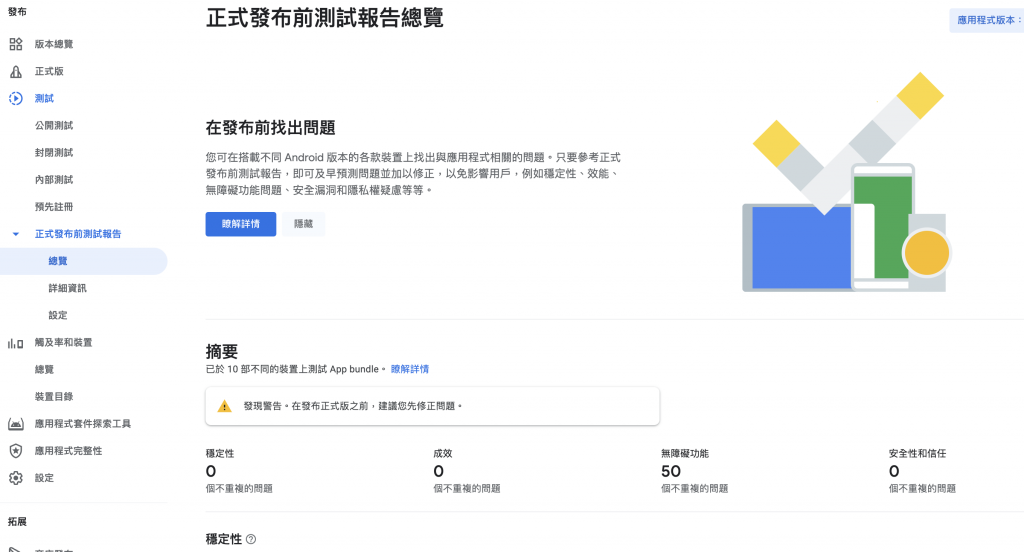 發布
版本總覽
正式版
測試
公開測試
封閉測試
內部測試
預先註冊
正式發布前測試報告
總覽
詳細資訊
設定
觸及率和裝置
總覽
裝置目錄
應用程式套件探索工具
應用程式完整性
設定
拓展
正式發布前測試報告總覽
應用程式版本：
在發布前找出問題
您可在搭載不同 Android 版本的各款裝置上找出與應用程式相關的問題。只要參考正式
發布前測試報告，即可及早預測問題並加以修正，以免影響用戶，例如穩定性、效能、
無障礙功能問題、安全漏洞和隱私權疑慮等等。
瞭解詳情 隱藏
摘要
已於 10 部不同的裝置上測試 App bundle。 瞭解詳情
發現警告。在發布正式版之前，建議您先修正問題。
穩定性 成效 無障礙功能 安全性和信任
0 0 50 0
個不重複的問題 個不重複的問題 個不重複的問題 個不重複的問題
穩定性